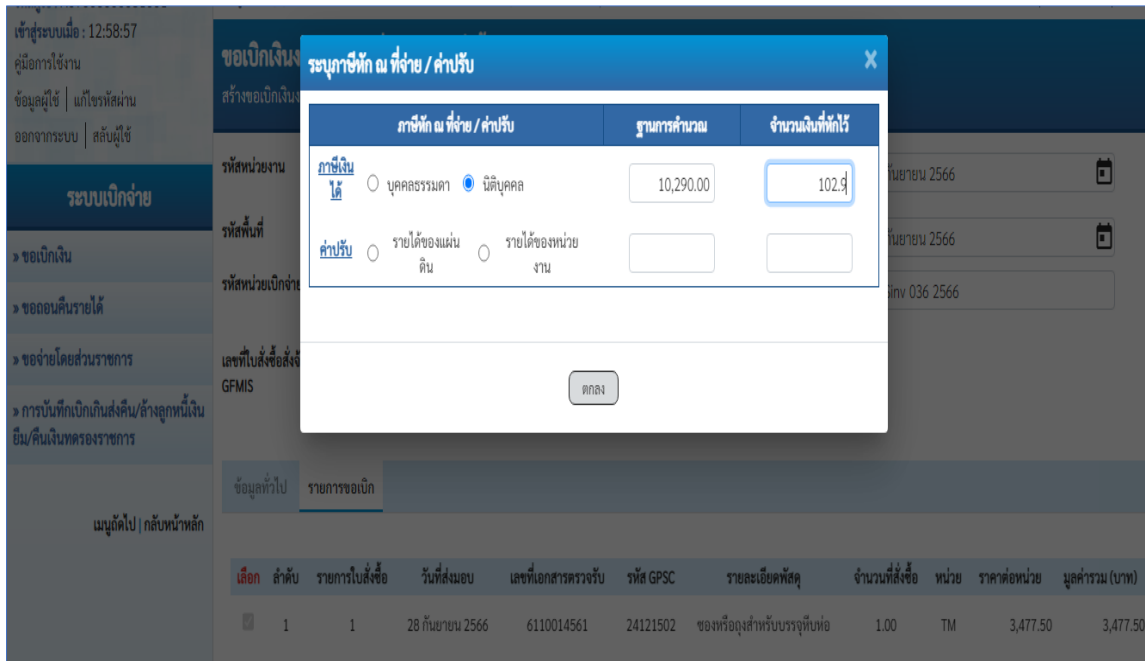 เข้าสู่ระบบเมื่อ : 12:58:57
คู่มือการใช้งาน
ข้อมูลผู้ใช้ | แก้ไขรหัสผ่าน
ออกจากระบบ | สลับผู้ใช้
ระบบเบิกจ่าย
» ขอเบิกเงิน
» ขอถอนคืนรายได้
» ขอจ่ายโดยส่วนราชการ
» การบันทึกเบิกเกินส่งคืน/ล้างลูกหนี้เงิน
ยืม/คืนเงินทดรองราชการ
เมนูถัดไป | กลับหน้าหลัก
ขอเบิกเงินง
สร้างขอเบิกเงินง
ระบุภาษีหัก ณ ที่จ่าย / ค่าปรับ X
ภาษีหัก ณ ที่จ่าย / ค่าปรับ ฐานการคำนวณ จำนวนเงินที่หักไว้
ภาษีเงิน
ได้ บุคคลธรรมดา นิติบุคคล 10,290.00 102.9
ค่าปรับ รายได้ของแผ่น
ดิน รายได้ของหน่วย
งาน
ตกลง
รหัสหน่วยงาน
ันยายน 2566
รหัสพื้นที่
ันยายน 2566
รหัสหน่วยเบิกจ่าย
inv 036 2566
เลขที่ใบสั่งซื้อสั่งจ้
GFMIS
ข้อมูลทั่วไป รายการขอเบิก
เลือก ลำดับ รายการใบสั่งซื้อ วันที่ส่งมอบ เลขที่เอกสารตรวจรับ รหัส GPSC รายละเอียดพัสดุ จำนวนที่สั่งซื้อ หน่วย ราคาต่อหน่วย มูลค่ารวม (บาท)
1 1 28 กันยายน 2566 6110014561 24121502 ซองหรือถุงสำหรับบรรจุหีบห่อ 1.00 TM 3,477.50 3,477.50